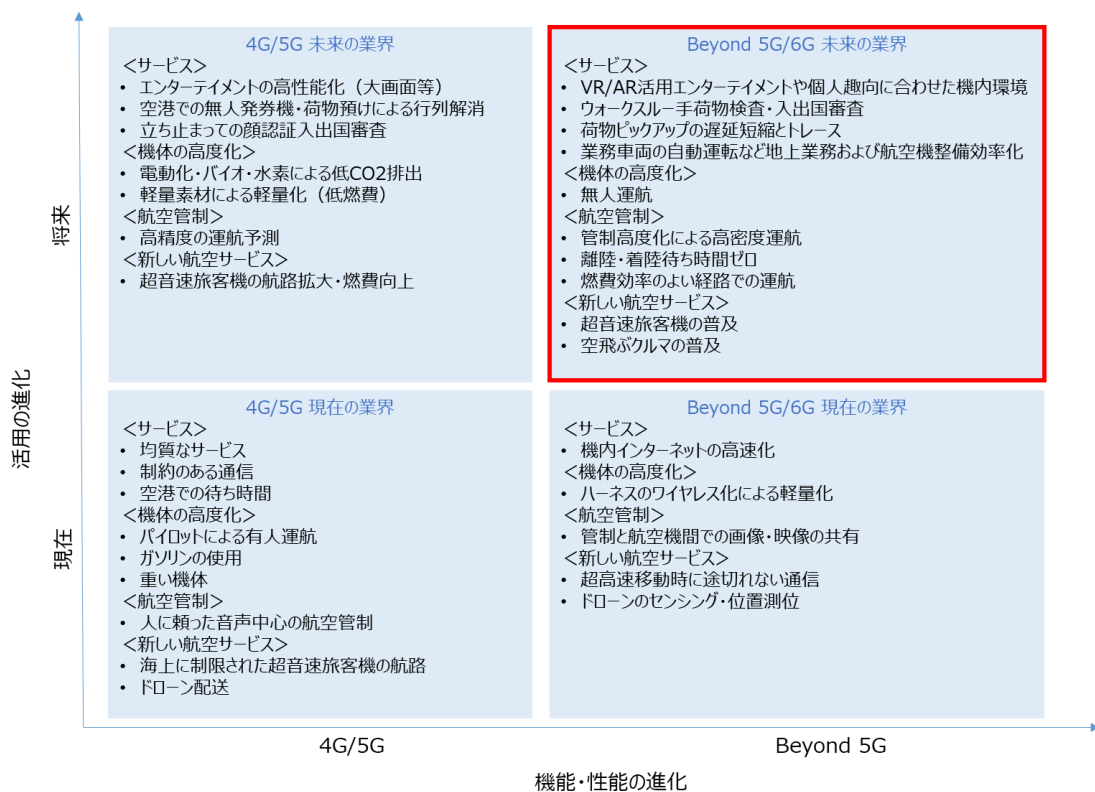 4G/5G 未来の業界
＜サービス＞
• エンターテイメントの高性能化（大画面等）
• 空港での無人発券機・荷物預けによる行列解消
• 立ち止まっての顔認証入出国審査
＜機体の高度化＞
• 電動化・バイオ・水素による低CO2排出
• 軽量素材による軽量化（低燃費）
＜航空管制＞
• 高精度の運航予測
＜新しい航空サービス＞
• 超音速旅客機の航路拡大・燃費向上
Beyond 5G/6G 未来の業界
＜サービス＞
• VR/AR活用エンターテイメントや個人趣向に合わせた機内環境
• ウォークスルー手荷物検査・入出国審査
• 荷物ピックアップの遅延短縮とトレース
• 業務車両の自動運転など地上業務および航空機整備効率化
＜機体の高度化＞
• 無人運航
＜航空管制＞
• 管制高度化による高密度運航
• 離陸・着陸待ち時間ゼロ
• 燃費効率のよい経路での運航
＜新しい航空サービス＞
• 超音速旅客機の普及
• 空飛ぶクルマの普及
4G/5G 現在の業界
＜サービス＞
• 均質なサービス
• 制約のある通信
• 空港での待ち時間
＜機体の高度化＞
• パイロットによる有人運航
• ガソリンの使用
• 重い機体
＜航空管制＞
• 人に頼った音声中心の航空管制
＜新しい航空サービス＞
• 海上に制限された超音速旅客機の航路
• ドローン配送
Beyond 5G/6G 現在の業界
＜サービス＞
• 機内インターネットの高速化
＜機体の高度化＞
• ハーネスのワイヤレス化による軽量化
＜航空管制＞
• 管制と航空機間での画像・映像の共有
＜新しい航空サービス＞
• 超高速移動時に途切れない通信
• ドローンのセンシング・位置測位
将来
活用の進化
現在
4G/5G
Beyond 5G
機能・性能の進化